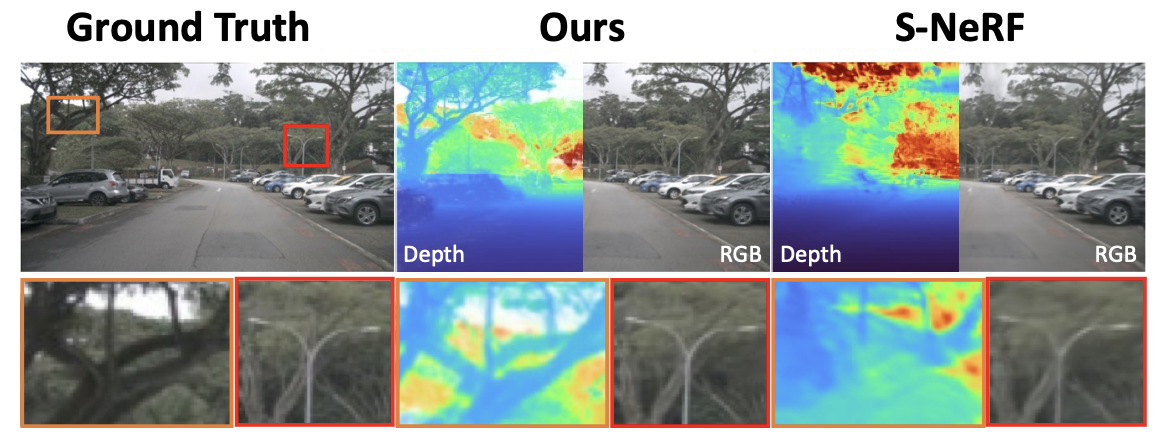 Ground Truth
Ours
S-NeRF
Depth
RGB
Depth
RGB